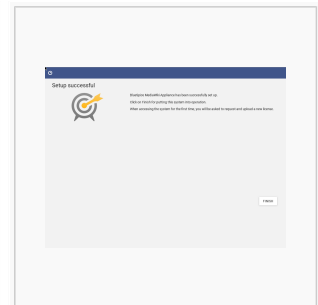 Setup successful
Bluespice MediaWiki Appliance has been successfully set up.
Click on Finish for putting this system into operation.
When accessing the system for the first time, you will be asked to request and upload a new license.
Finish